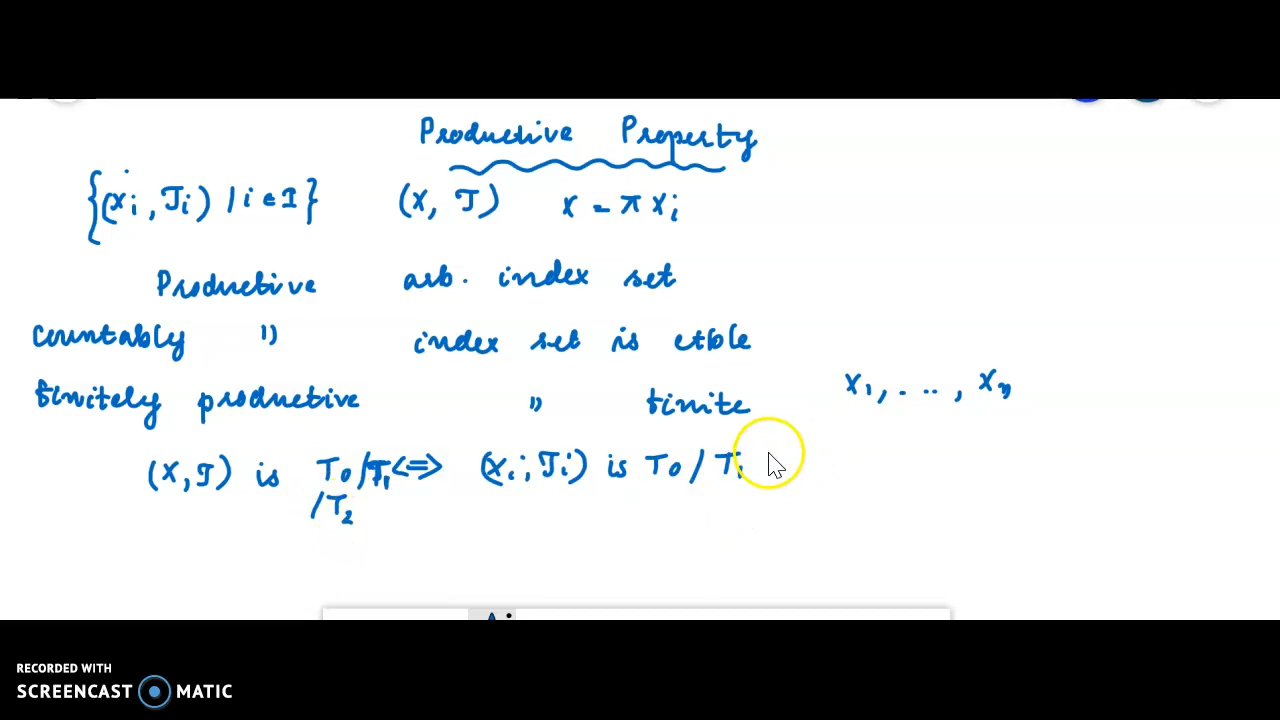 Productive Property
{(Xi, Ji) / i ∈ I} (X, J) X = π Xi
Productive arb. index set
countably " index set is ctble
finitely productive " finite X1, . .. , Xn
(X, J) is T0/T1 <=> (Xi, Ji) is T0 / T1
/T2
RECORDED WITH
SCREENCAST MATIC